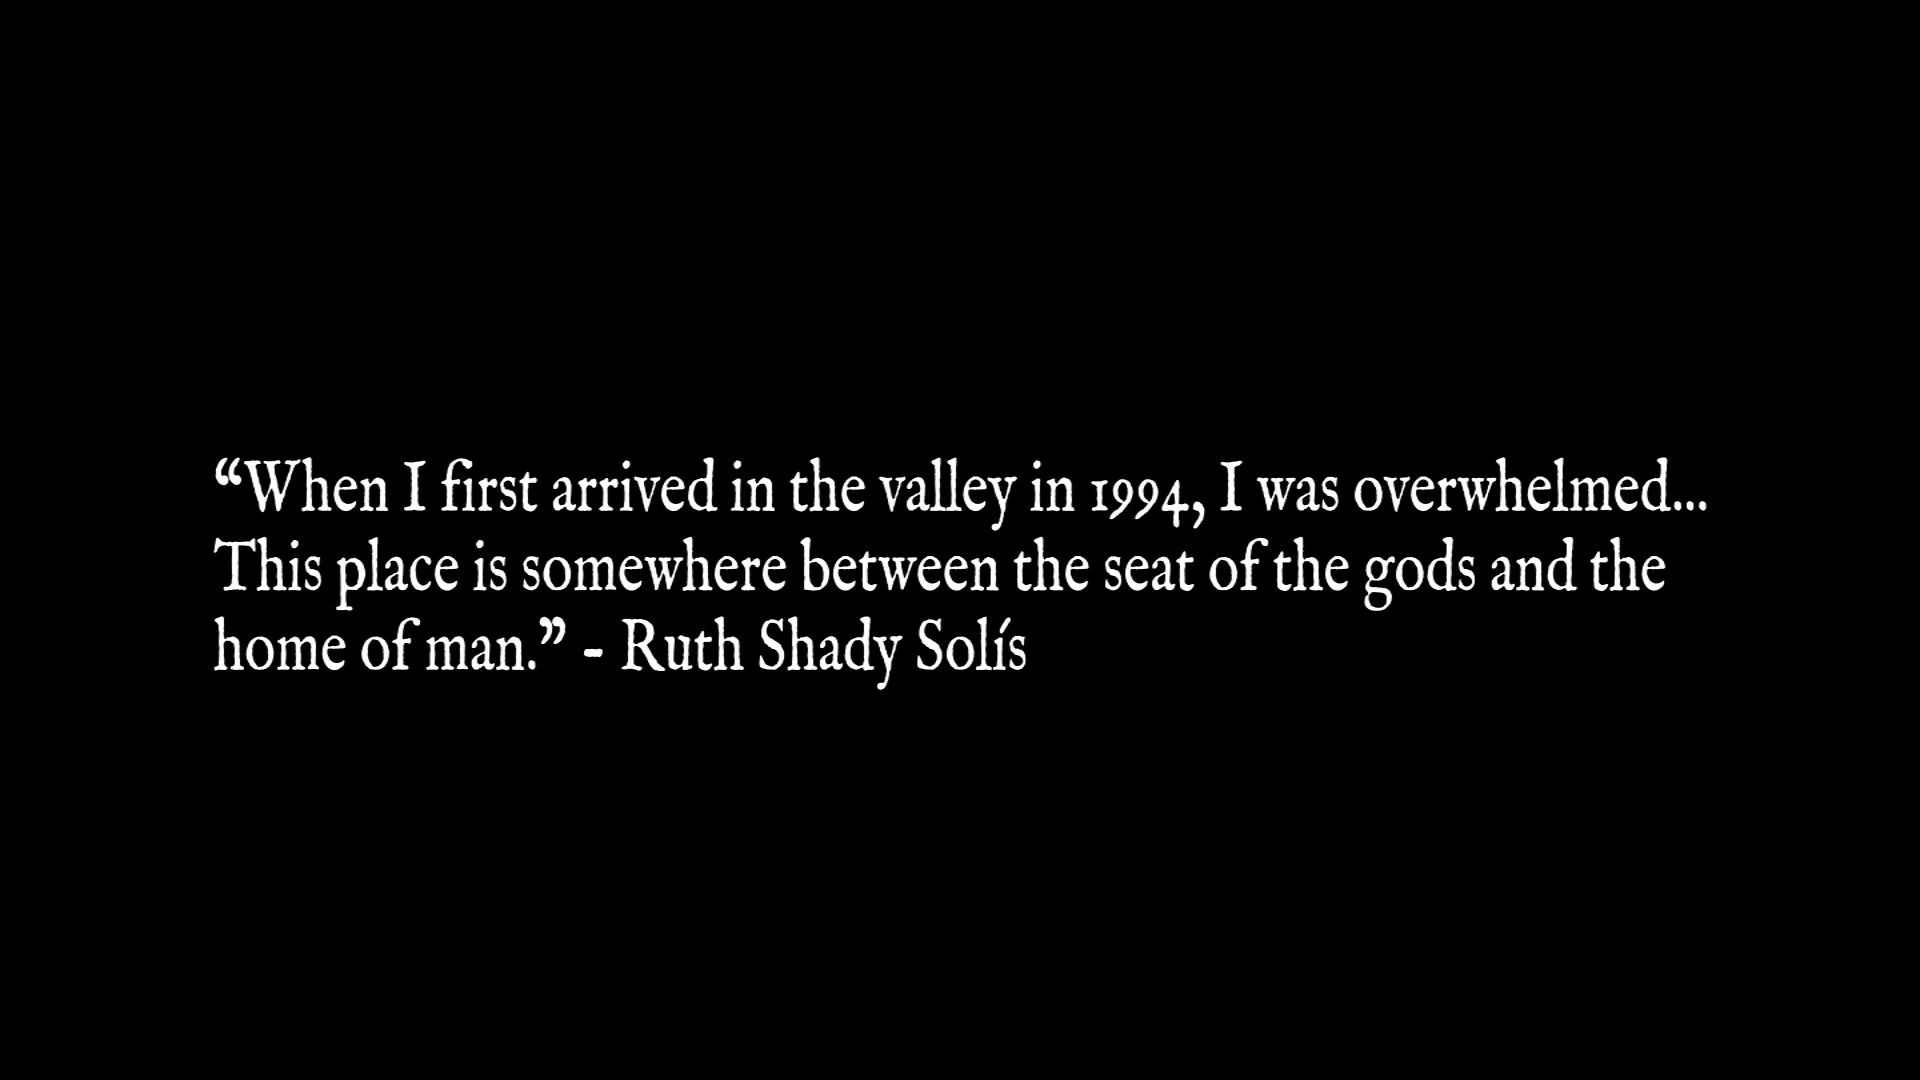 “When I first arrived in the valley in 1994, I was overwhelmed...
This place is somewhere between the seat of the gods and the
home of man.” - Ruth Shady Solís